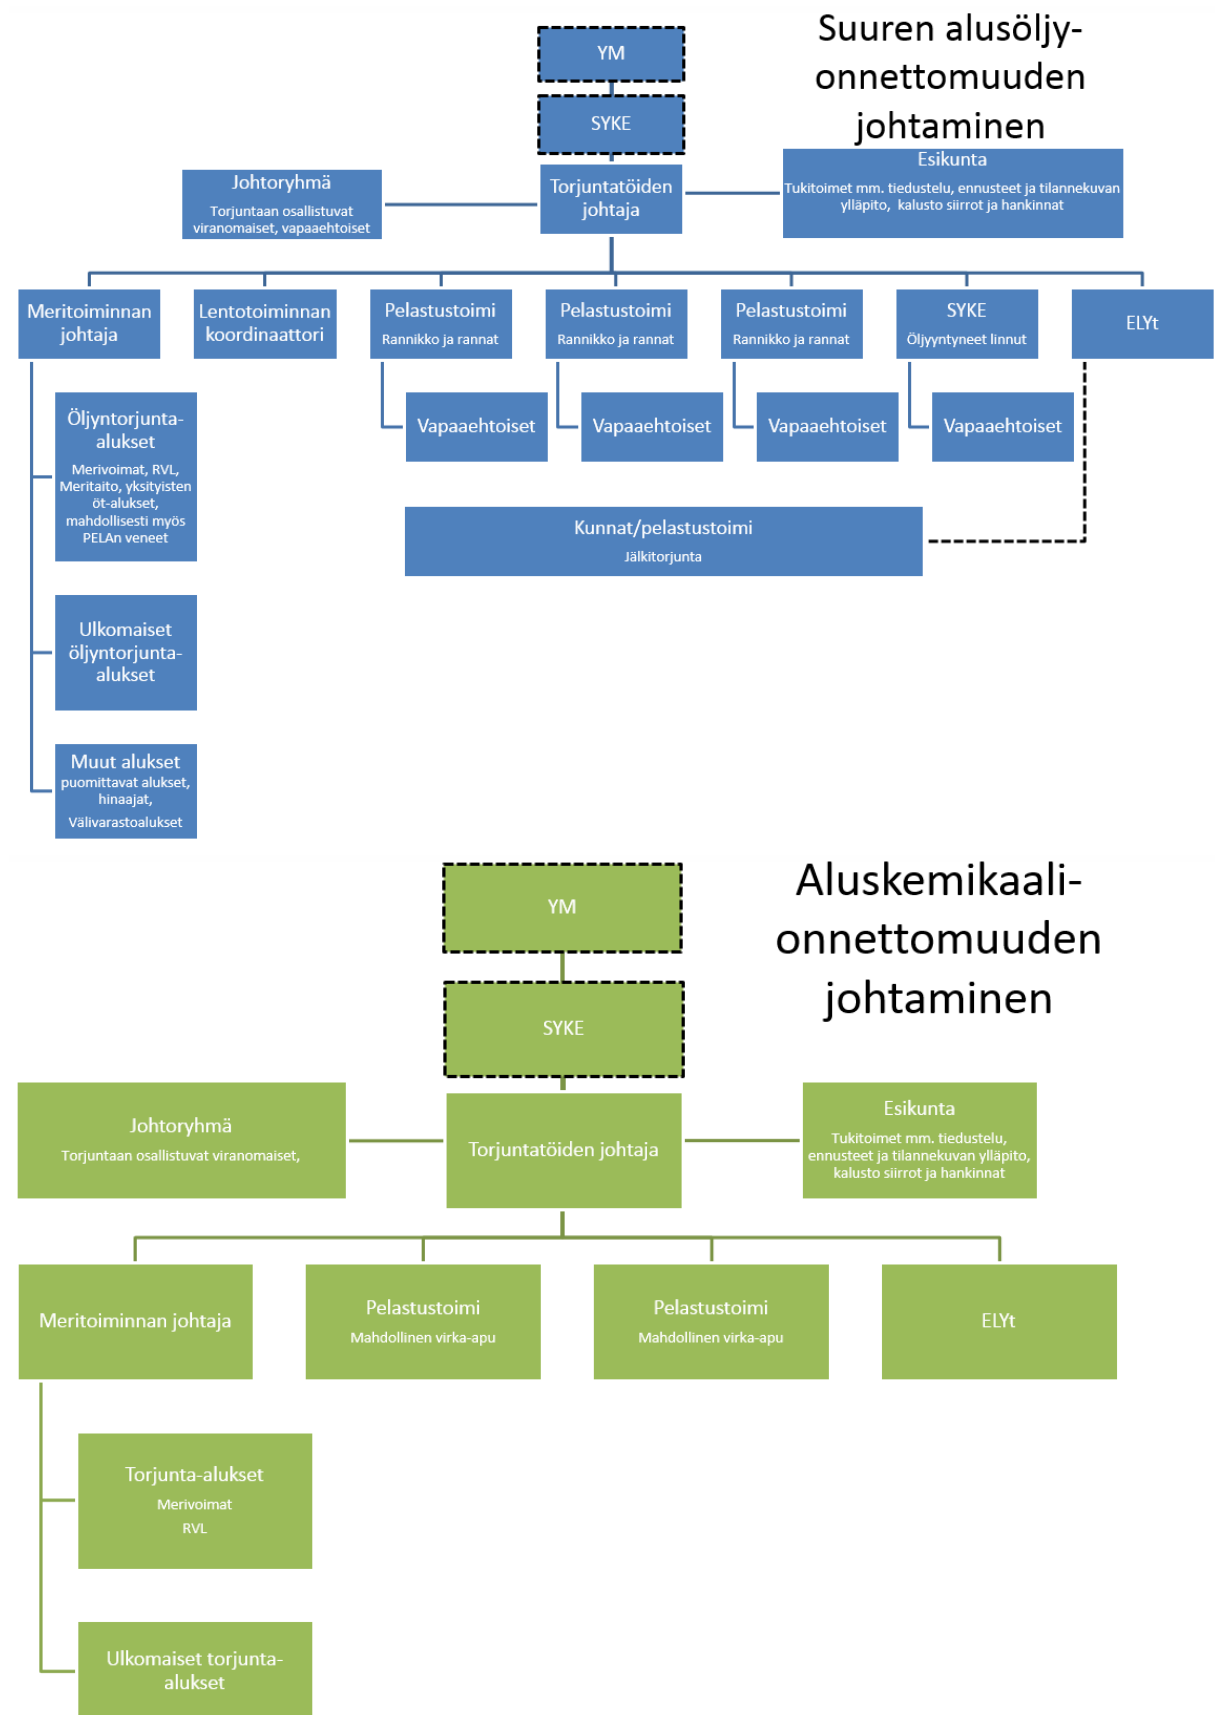 Suuren alusöljy-
onnettomuuden
johtaminen
YM
SYKE
Torjuntatöiden
johtaja
Johtoryhmä
Torjuntaan osallistuvat
viranomaiset, vapaaehtoiset
Esikunta
Tukitoimet mm. tiedustelu, ennusteet ja tilannekuvan
ylläpito, kalusto siirrot ja hankinnat
Meritoiminnan
johtaja
Lentotoiminnan
koordinaattori
Pelastustoimi
Rannikko ja rannat
Pelastustoimi
Rannikko ja rannat
Pelastustoimi
Rannikko ja rannat
SYKE
Öljyyntyneet linnut
ELYt
Öljyntorjunta-
alukset
Merivoimat, RVL,
Meritaito, yksityisten
öt-alukset,
mahdollisesti myös
PELAn veneet
Vapaaehtoiset
Vapaaehtoiset
Vapaaehtoiset
Vapaaehtoiset
Kunnat/pelastustoimi
Jälkitorjunta
Ulkomaiset
öljyntorjunta-
alukset
Muut alukset
puomittavat alukset,
hinaajat,
Välivarastoalukset
Aluskemikaali-
onnettomuuden
johtaminen
YM
SYKE
Johtoryhmä
Torjuntaan osallistuvat viranomaiset,
Torjuntatöiden johtaja
Esikunta
Tukitoimet mm. tiedustelu,
ennusteet ja tilannekuvan ylläpito,
kalusto siirrot ja hankinnat
Meritoiminnan johtaja
Pelastustoimi
Mahdollinen virka-apu
Pelastustoimi
Mahdollinen virka-apu
ELYt
Torjunta-alukset
Merivoimat
RVL
Ulkomaiset torjunta-
alukset